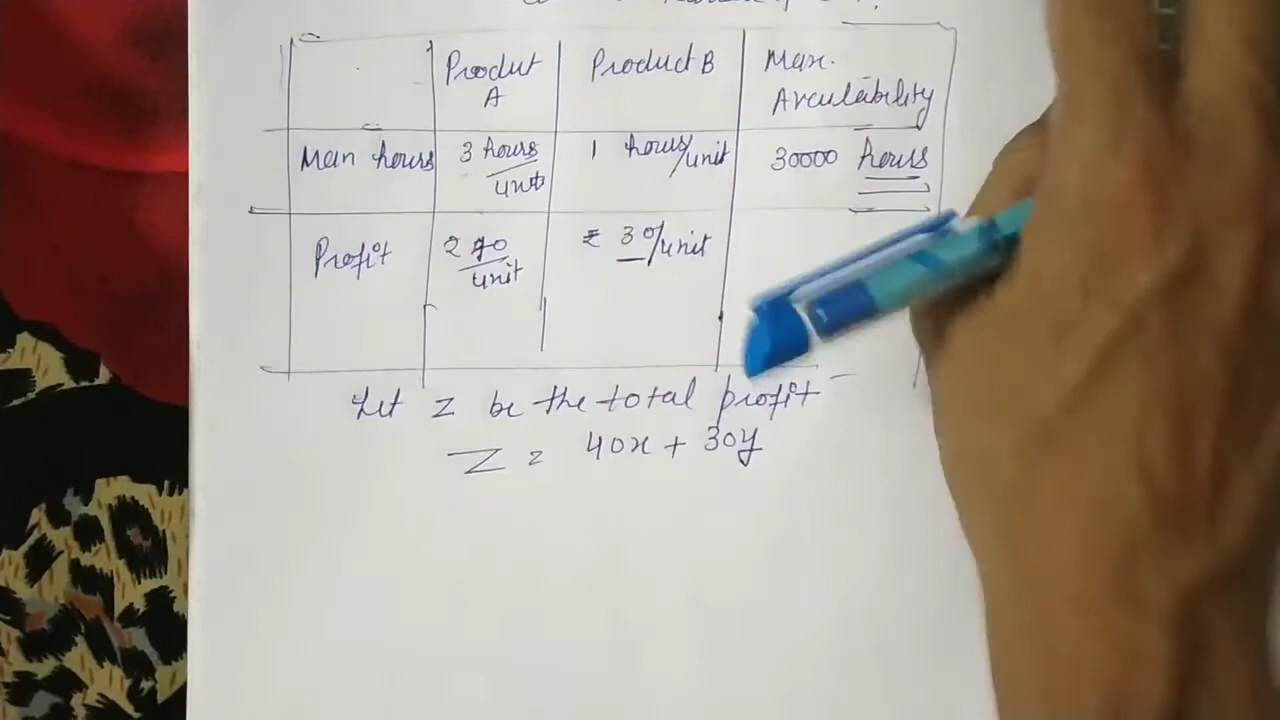 Product A Product B Max. Avculability
Man hours 3 hours/unit 1 hours/unit 30000 hours
Profit ₹ 40/unit ₹ 30/unit
Let Z be the total profit
Z = 40x + 30y